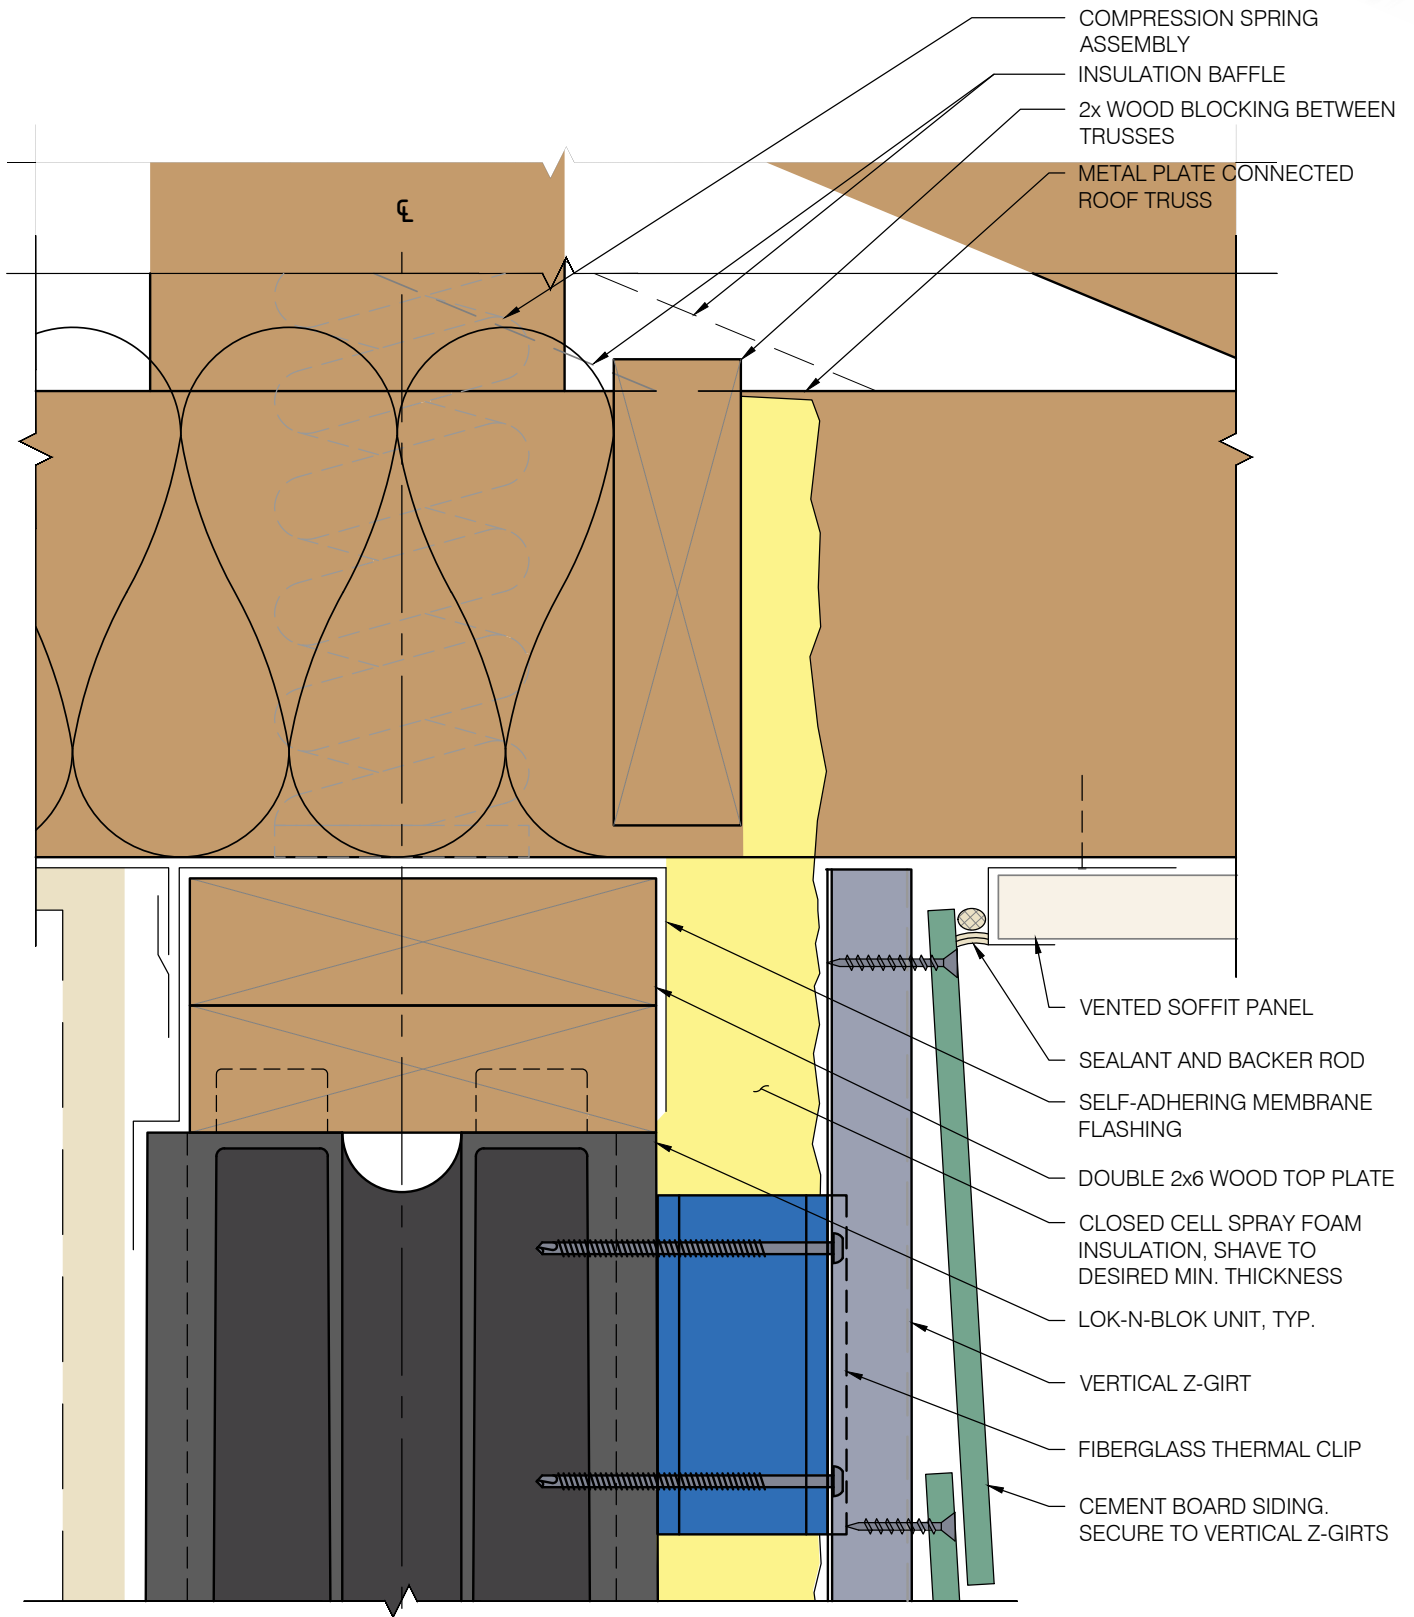 COMPRESSION SPRING
ASSEMBLY
INSULATION BAFFLE
2x WOOD BLOCKING BETWEEN
TRUSSES
METAL PLATE CONNECTED
ROOF TRUSS
℄
VENTED SOFFIT PANEL
SEALANT AND BACKER ROD
SELF-ADHERING MEMBRANE
FLASHING
DOUBLE 2x6 WOOD TOP PLATE
CLOSED CELL SPRAY FOAM
INSULATION, SHAVE TO
DESIRED MIN. THICKNESS
LOK-N-BLOK UNIT, TYP.
VERTICAL Z-GIRT
FIBERGLASS THERMAL CLIP
CEMENT BOARD SIDING.
SECURE TO VERTICAL Z-GIRTS